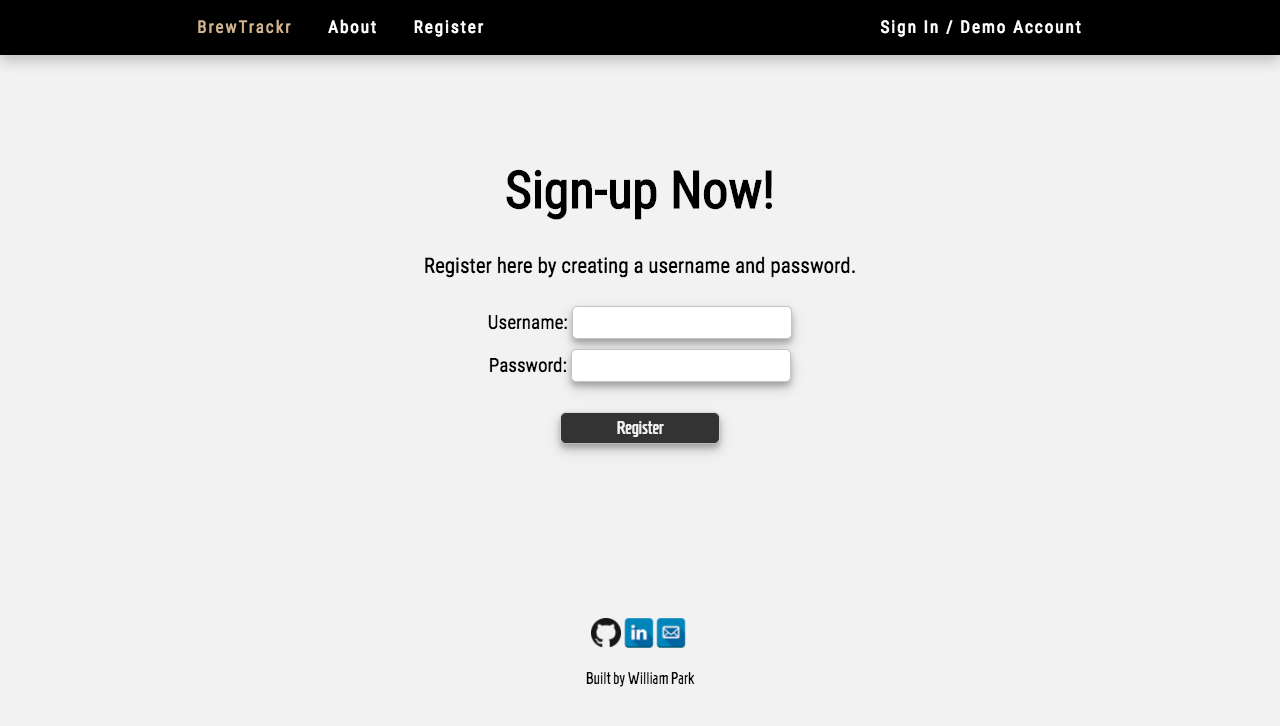 BrewTrackr About Register Sign In / Demo Account
Sign-up Now!
Register here by creating a username and password.
Username:
Password:
Register
in
Built by William Park